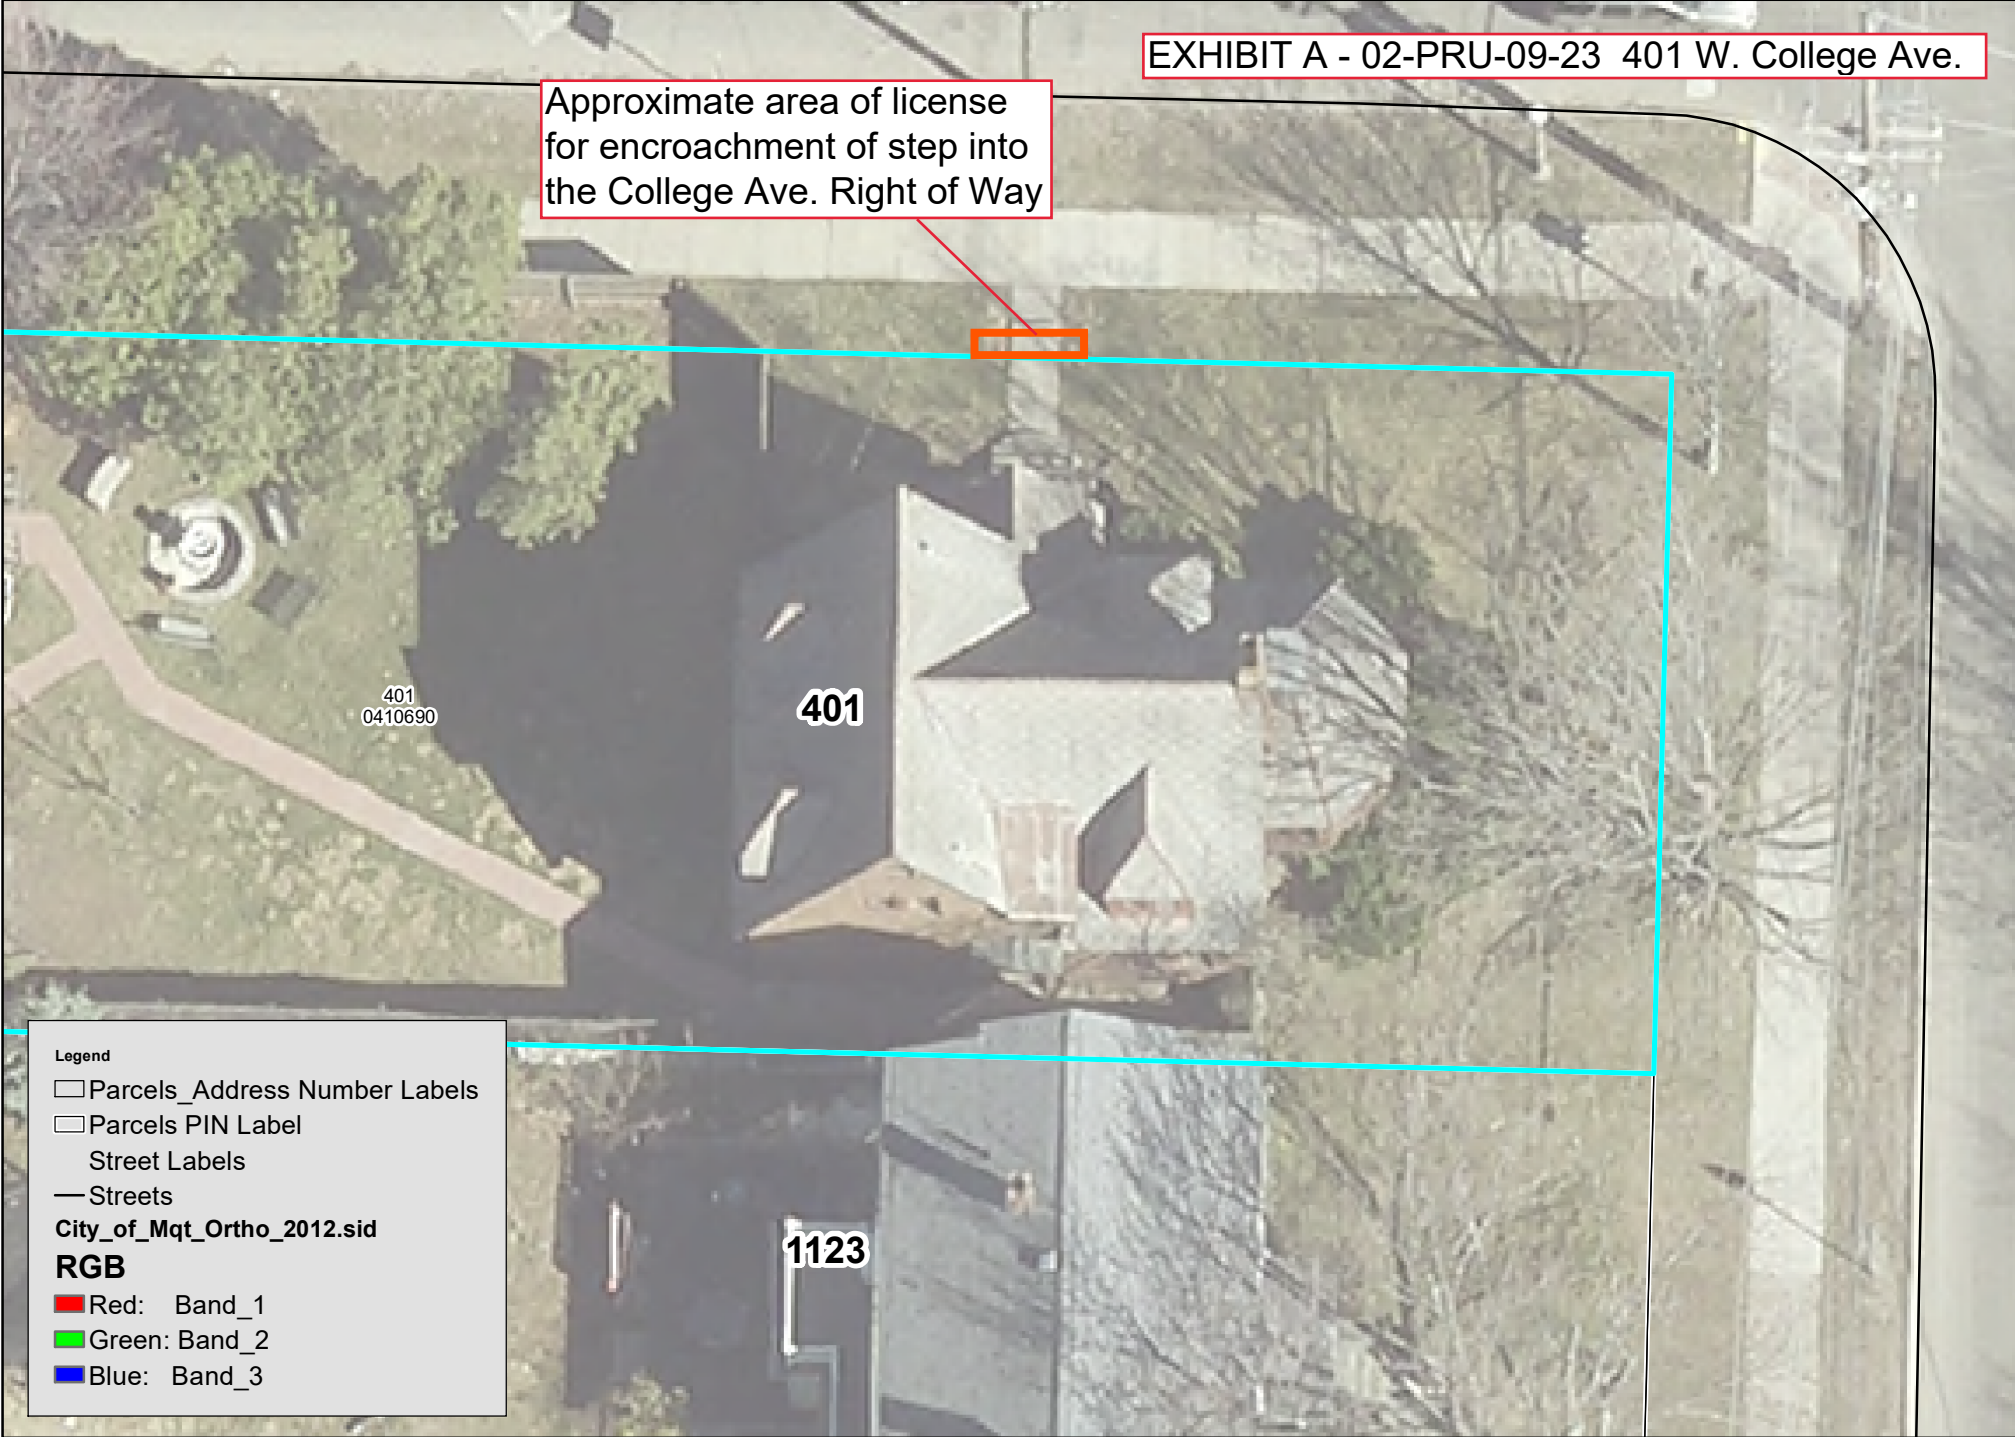 EXHIBIT A - 02-PRU-09-23 401 W. College Ave.
Approximate area of license
for encroachment of step into
the College Ave. Right of Way
401
0410690
401
1123
Legend
Parcels_Address Number Labels
Parcels PIN Label
Street Labels
Streets
City_of_Mqt_Ortho_2012.sid
RGB
Red: Band_1
Green: Band_2
Blue: Band_3